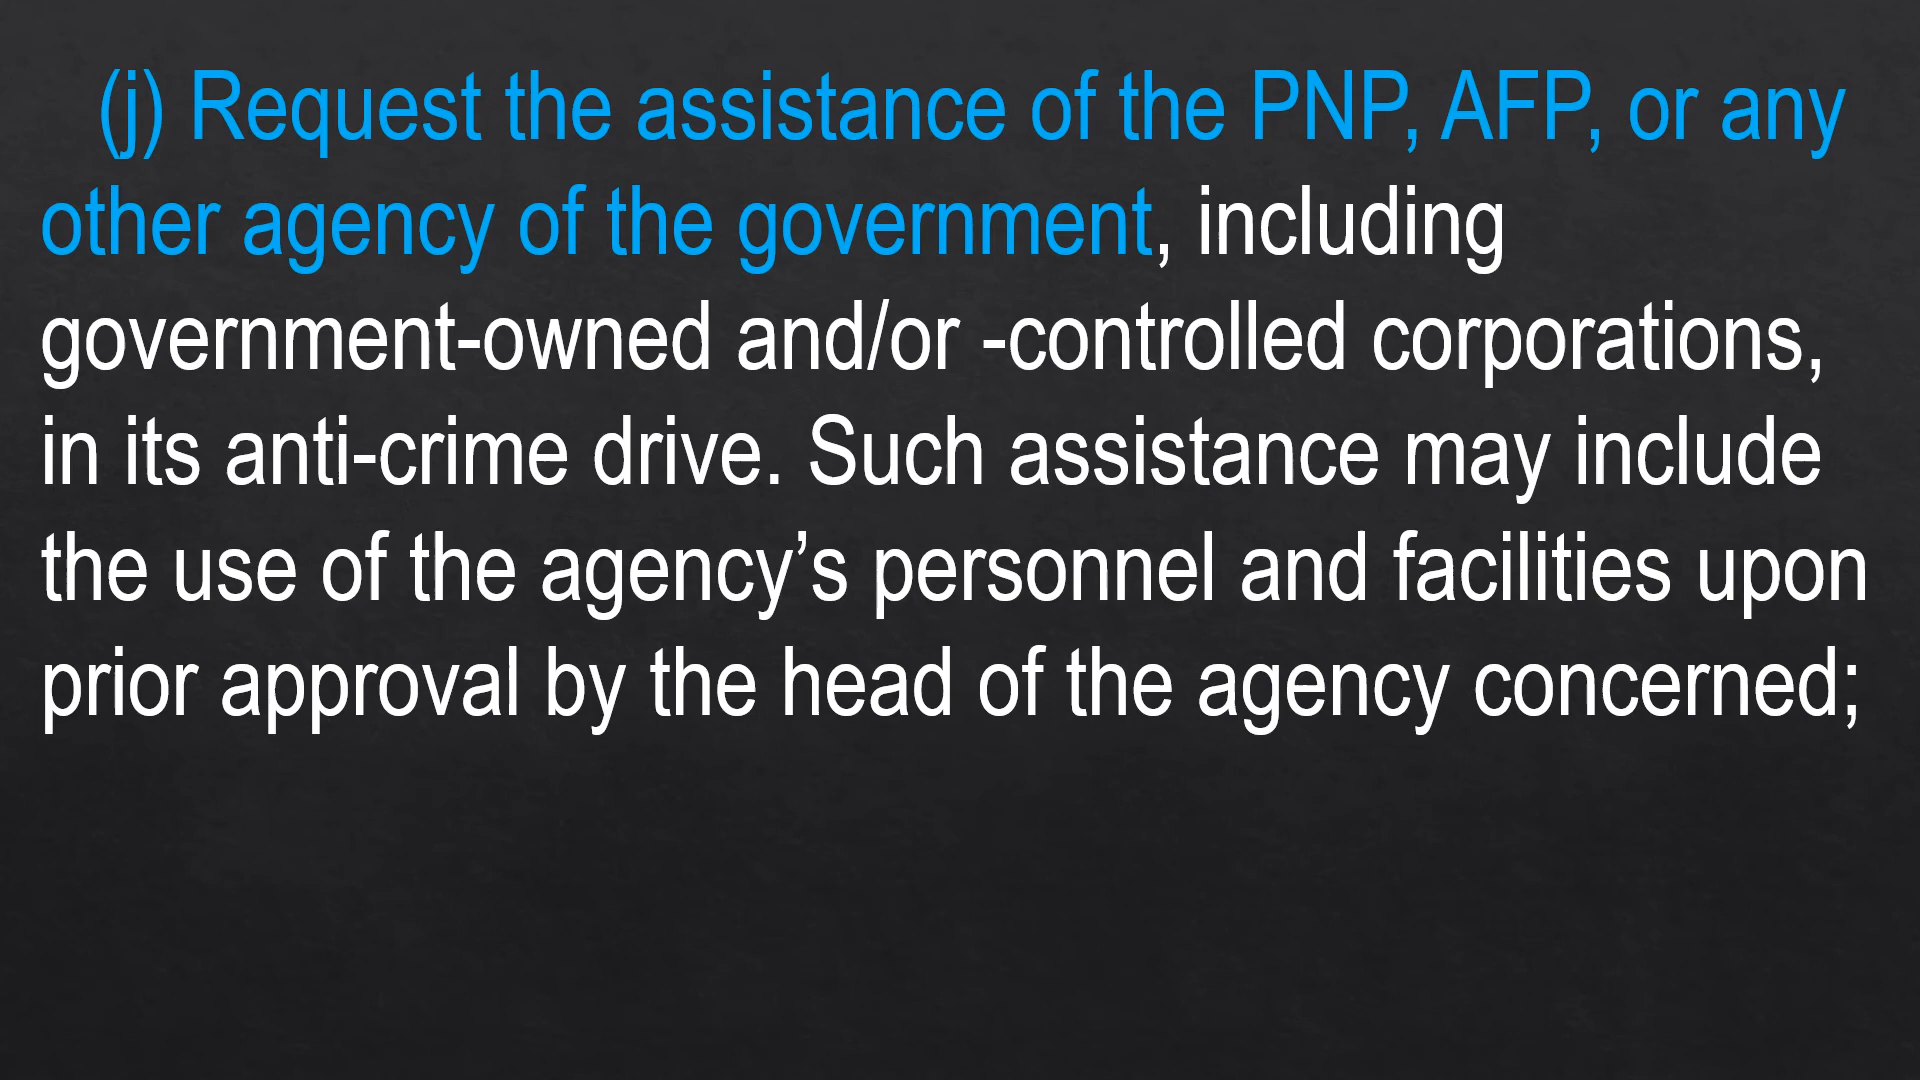 (j) Request the assistance of the PNP, AFP, or any
other agency of the government, including
government-owned and/or -controlled corporations,
in its anti-crime drive. Such assistance may include
the use of the agency’s personnel and facilities upon
prior approval by the head of the agency concerned;